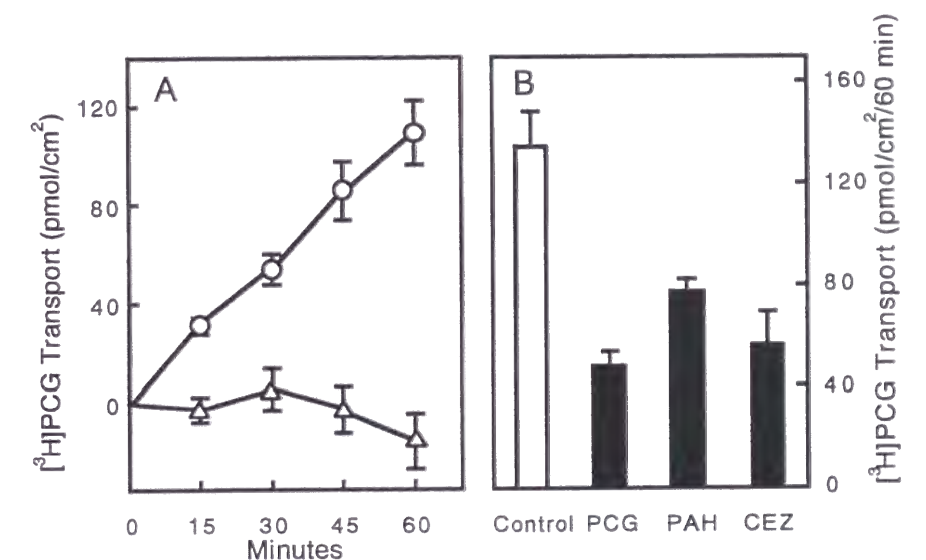 A
[³H]PCG Transport (pmol/cm²)
120
80
40
0
0 15 30 45 60
Minutes
B
160
120
80
40
0
[³H]PCG Transport (pmol/cm²/60 min)
Control PCG PAH CEZ